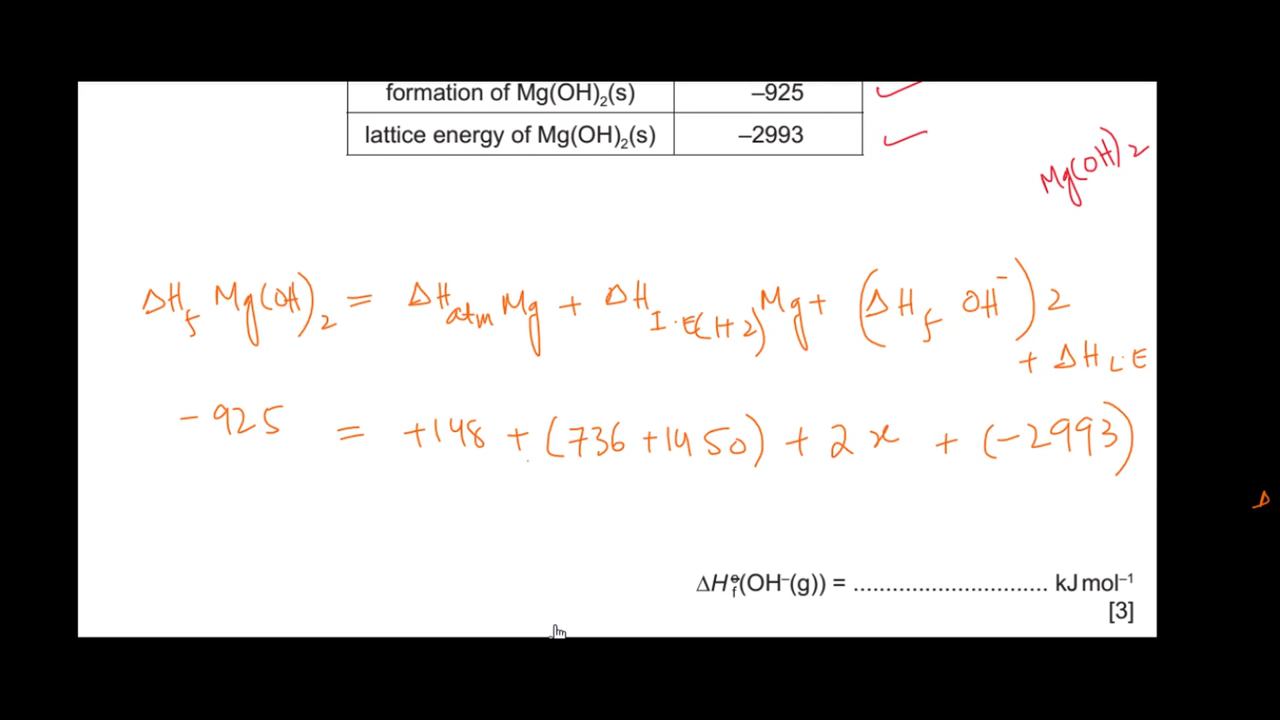 formation of Mg(OH)₂(s) –925
lattice energy of Mg(OH)₂(s) –2993
Mg(OH)2
ΔHf Mg(OH)₂ = ΔHatm Mg + ΔHI.E(1+2) Mg + (ΔHf OH⁻)2
+ ΔHL.E
-925 = +148 + (736 +1450) + 2x + (-2993)
Δ
ΔH⦵f(OH⁻(g)) = ............................. kJ mol⁻¹
[3]